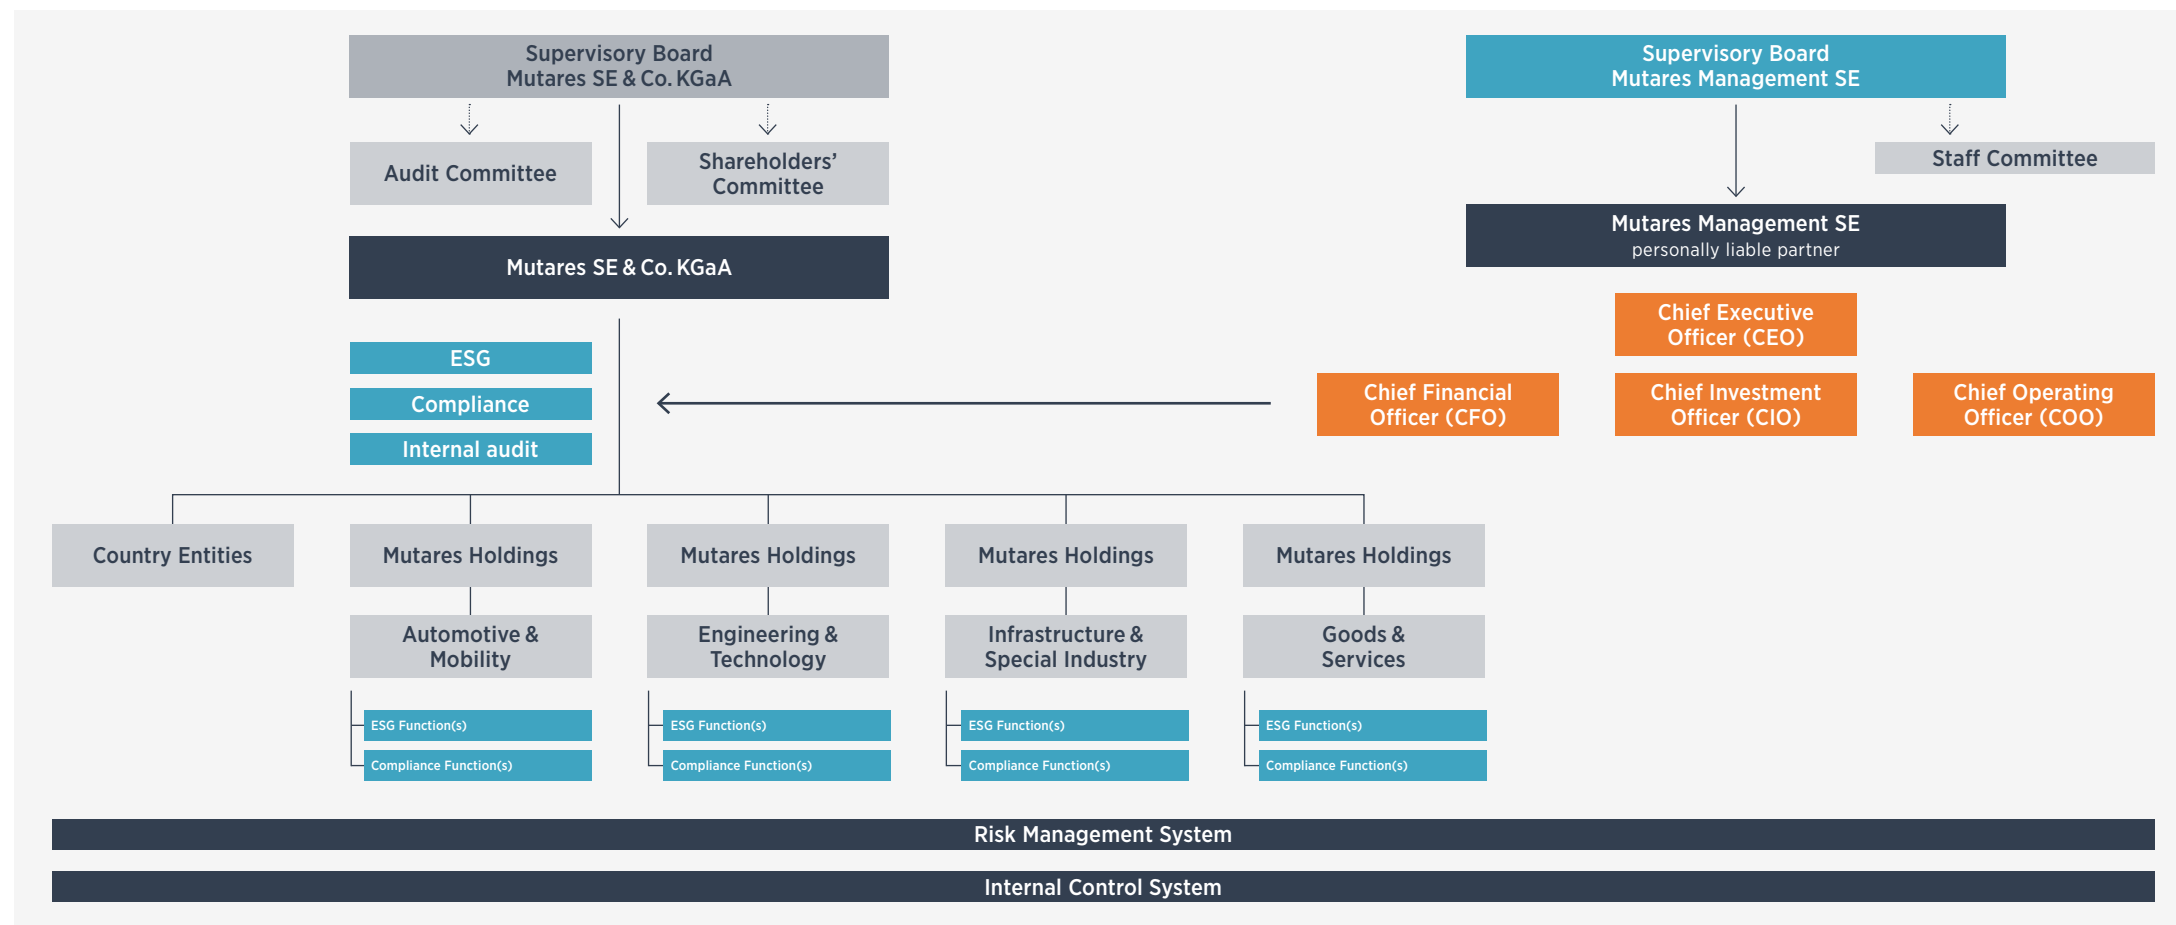 Supervisory Board
Mutares SE & Co. KGaA
Supervisory Board
Mutares Management SE
Audit Committee
Shareholders’
Committee
Staff Committee
Mutares SE & Co. KGaA
Mutares Management SE
personally liable partner
Chief Executive
Officer (CEO)
ESG
Compliance
Internal audit
Chief Financial
Officer (CFO)
Chief Investment
Officer (CIO)
Chief Operating
Officer (COO)
Country Entities
Mutares Holdings
Mutares Holdings
Mutares Holdings
Mutares Holdings
Automotive &
Mobility
Engineering &
Technology
Infrastructure &
Special Industry
Goods &
Services
ESG Function(s)
ESG Function(s)
ESG Function(s)
ESG Function(s)
Compliance Function(s)
Compliance Function(s)
Compliance Function(s)
Compliance Function(s)
Risk Management System
Internal Control System